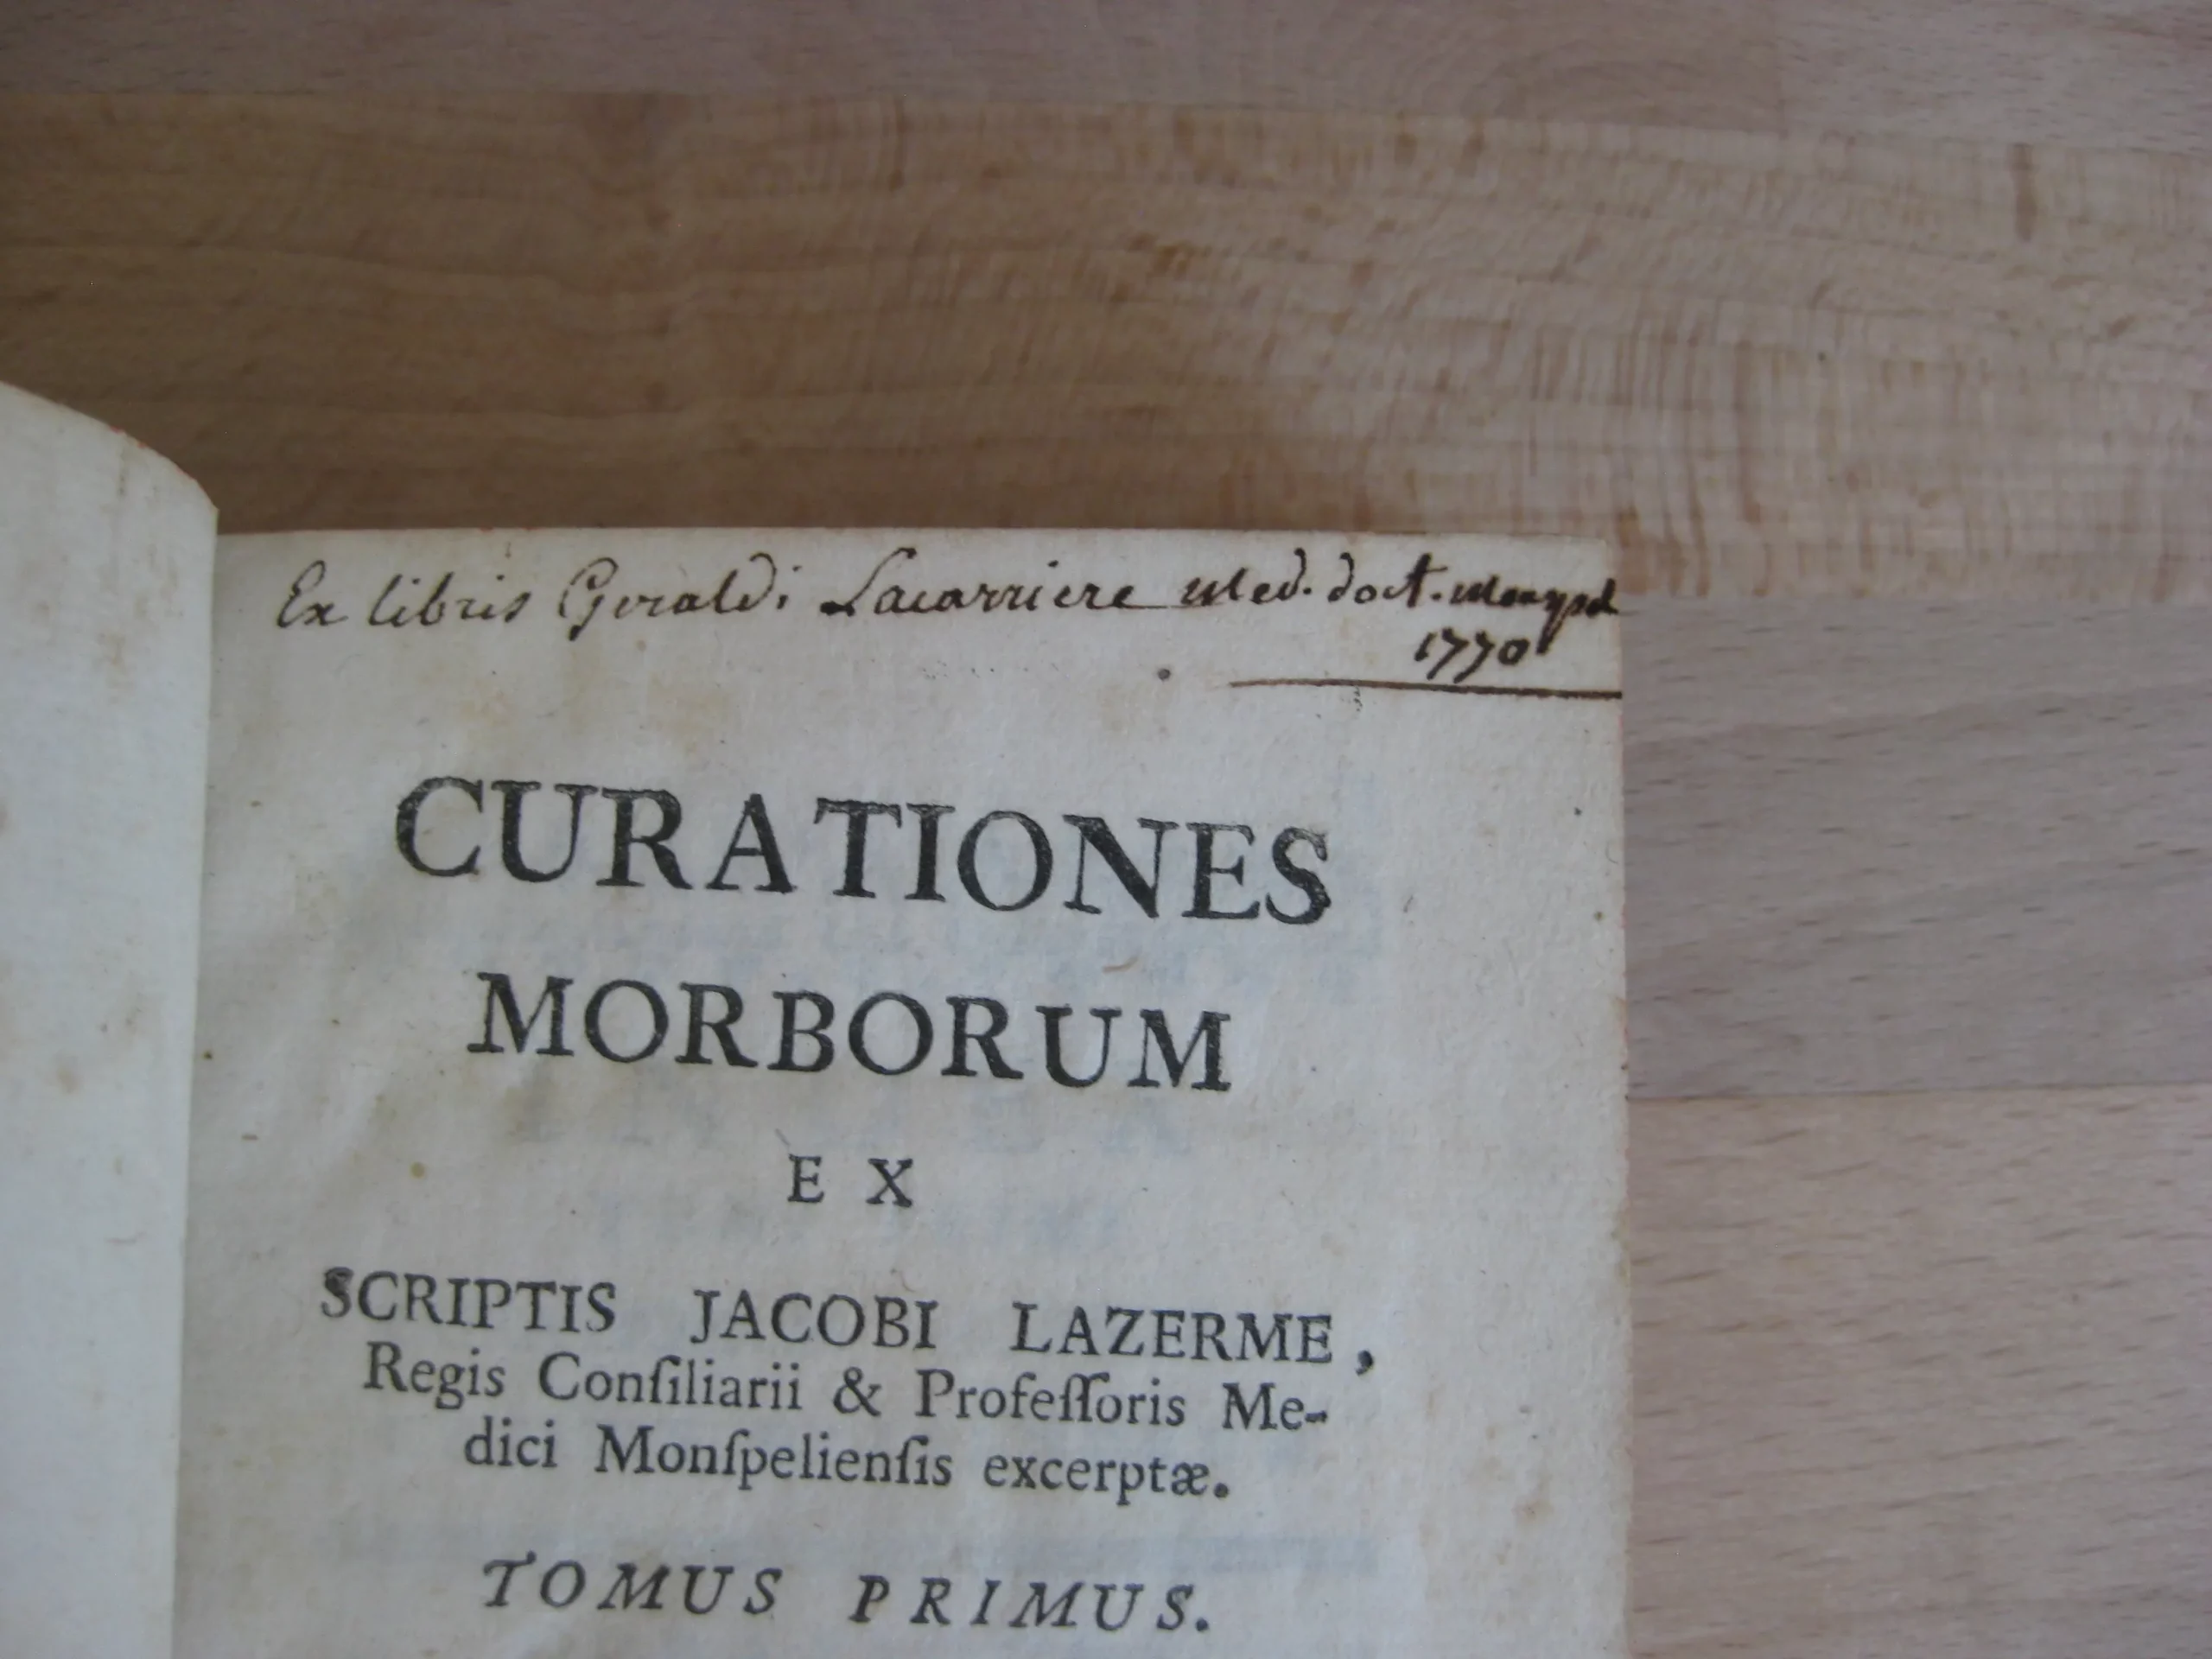 Ex libris Geraldi Lacarriere Med. doct. monsp
1770
CURATIONES
MORBORUM
EX
SCRIPTIS JACOBI LAZERME,
Regis Conſiliarii & Profeſſoris Me-
dici Monſpelienſis excerptæ.
TOMUS PRIMUS.